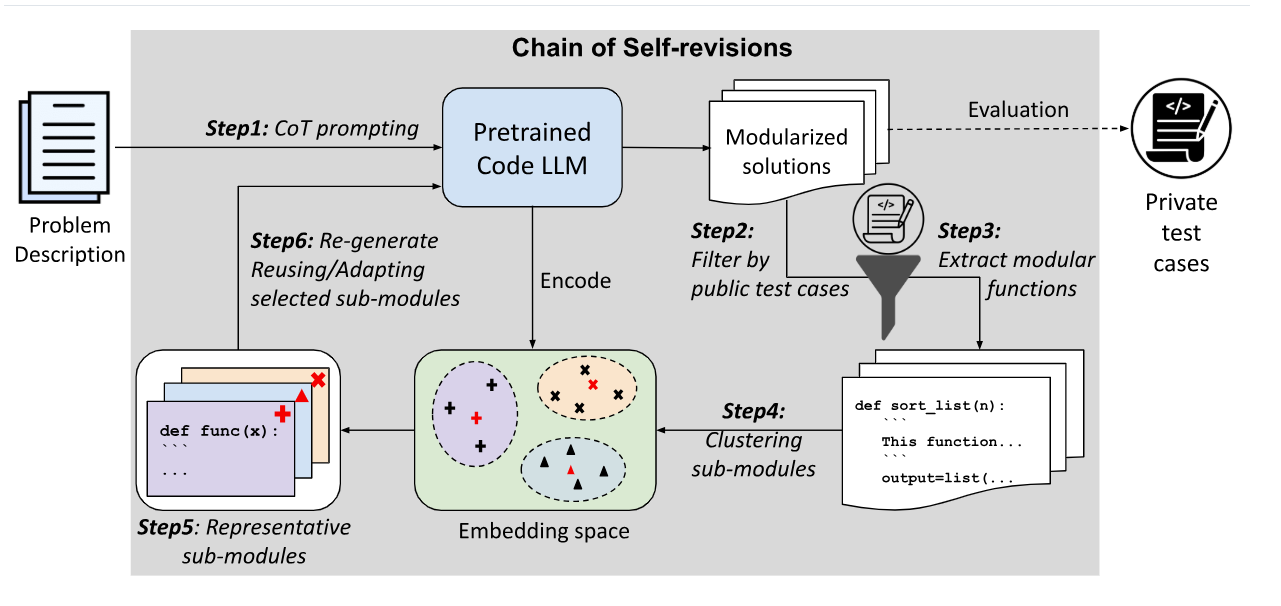 Chain of Self-revisions
Problem
Description
Step1: CoT prompting
Pretrained
Code LLM
Modularized
solutions
Evaluation
</>
Private
test
cases
Step2:
Filter by
public test cases
</>
Step3:
Extract modular
functions
def sort_list(n):
```
This function...
```
output=list(...
Step4:
Clustering
sub-modules
Encode
Embedding space
def func(x):
```
...
Step5: Representative
sub-modules
Step6: Re-generate
Reusing/Adapting
selected sub-modules